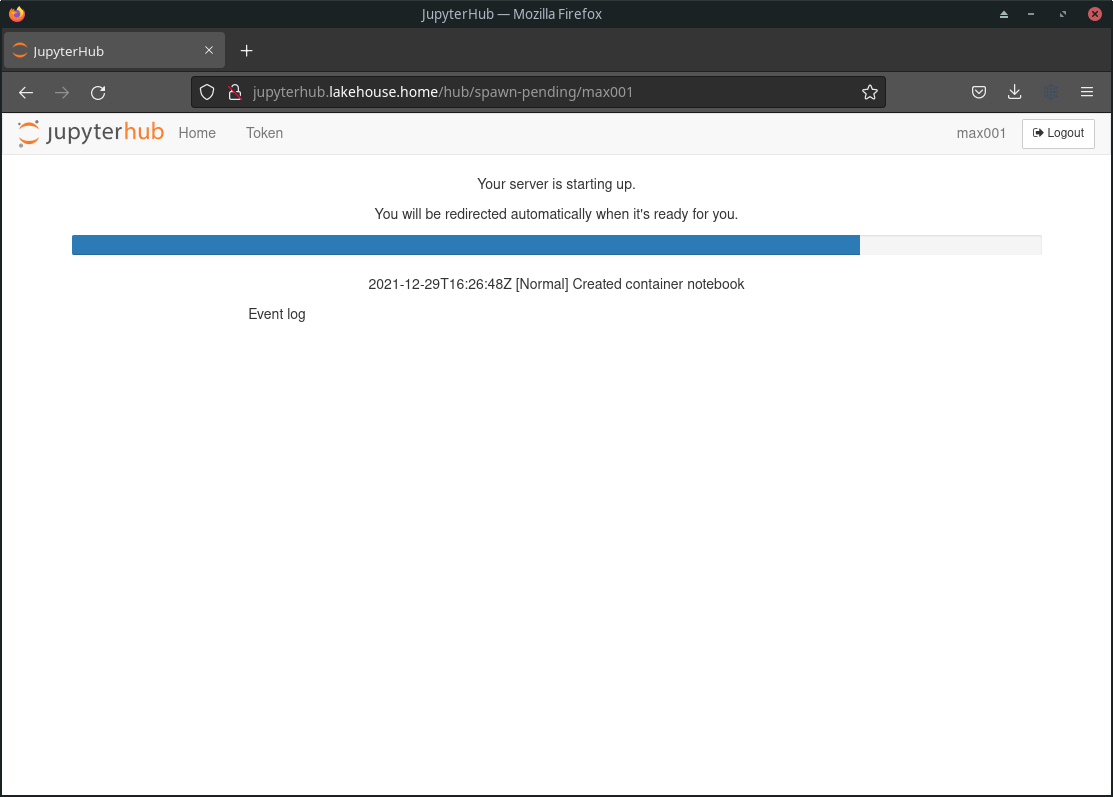 JupyterHub — Mozilla Firefox
JupyterHub
jupyterhub.lakehouse.home/hub/spawn-pending/max001
jupyterhub Home Token max001 Logout
Your server is starting up.
You will be redirected automatically when it's ready for you.
2021-12-29T16:26:48Z [Normal] Created container notebook
Event log